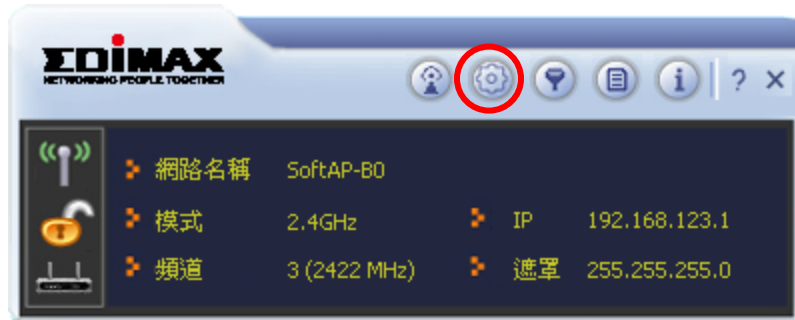 EDIMAX
NETWORKING PEOPLE TOGETHER
i ? ×
網路名稱 SoftAP-B0
模式 2.4GHz IP 192.168.123.1
頻道 3 (2422 MHz) 遮罩 255.255.255.0